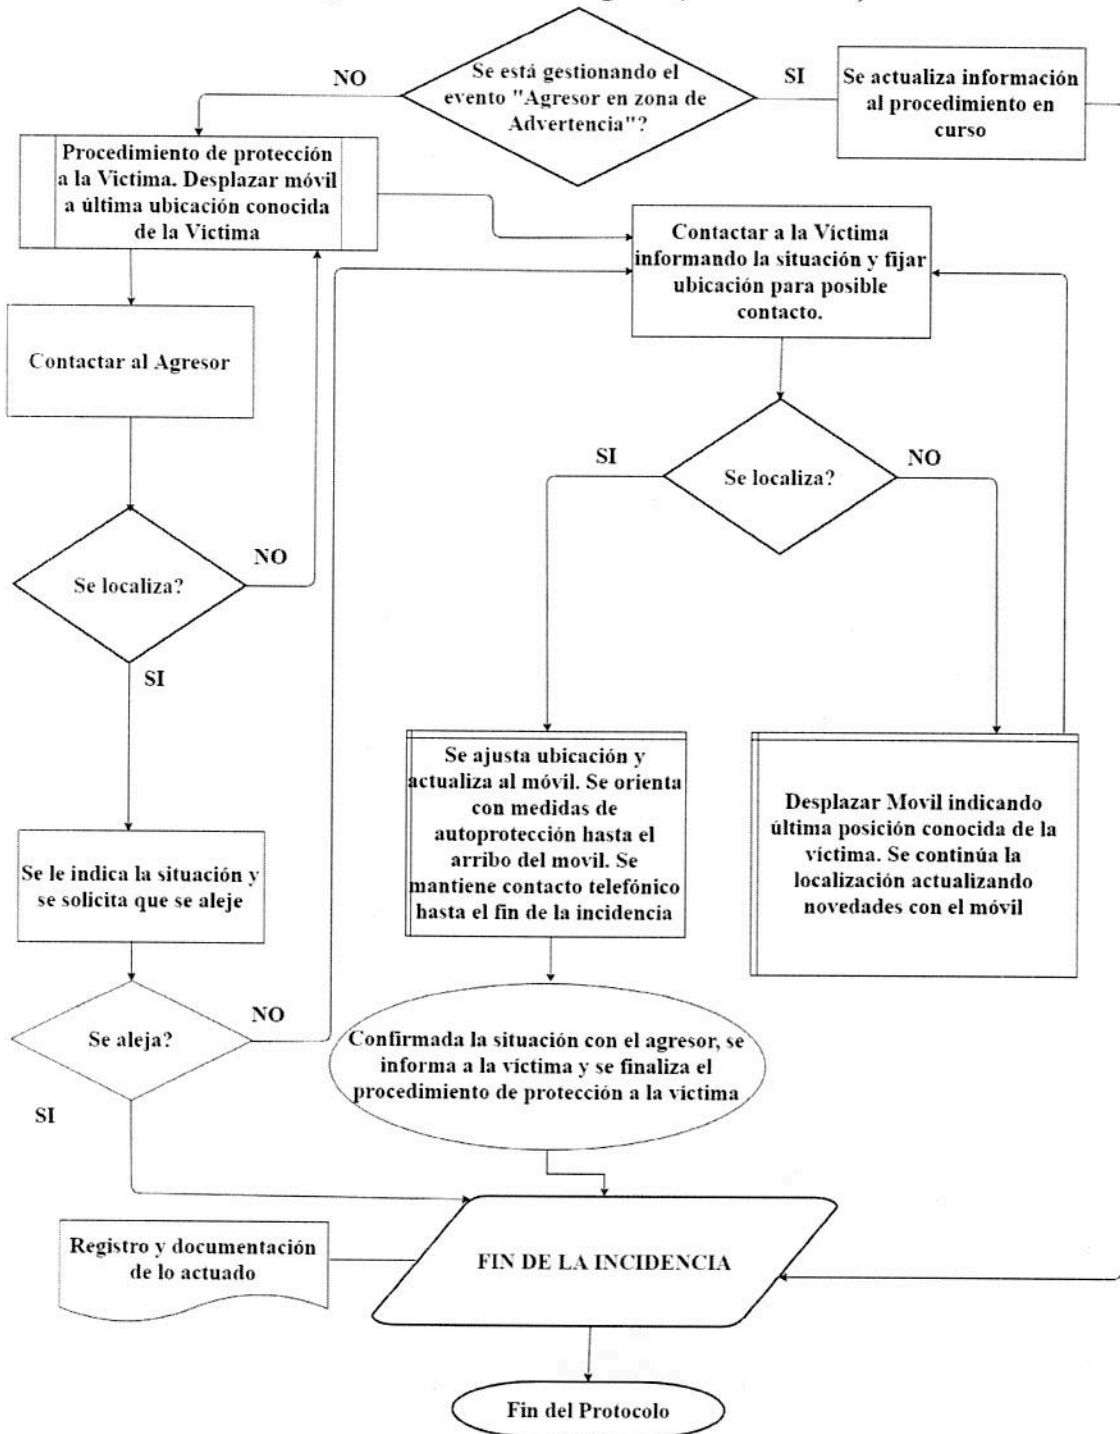 Se está gestionando el
evento "Agresor en zona de
Advertencia"?
NO
SI
Se actualiza información
al procedimiento en
curso
Procedimiento de protección
a la Victima. Desplazar móvil
a última ubicación conocida
de la Víctima
Contactar a la Víctima
informando la situación y fijar
ubicación para posible
contacto.
Contactar al Agresor
Se localiza?
SI
NO
Se localiza?
NO
SI
Se ajusta ubicación y
actualiza al móvil. Se orienta
con medidas de
autoprotección hasta el
arribo del movil. Se
mantiene contacto telefónico
hasta el fin de la incidencia
Desplazar Movil indicando
última posición conocida de la
víctima. Se continúa la
localización actualizando
novedades con el móvil
Se le indica la situación y
se solicita que se aleje
Se aleja?
NO
SI
Confirmada la situación con el agresor, se
informa a la víctima y se finaliza el
procedimiento de protección a la víctima
Registro y documentación
de lo actuado
FIN DE LA INCIDENCIA
Fin del Protocolo